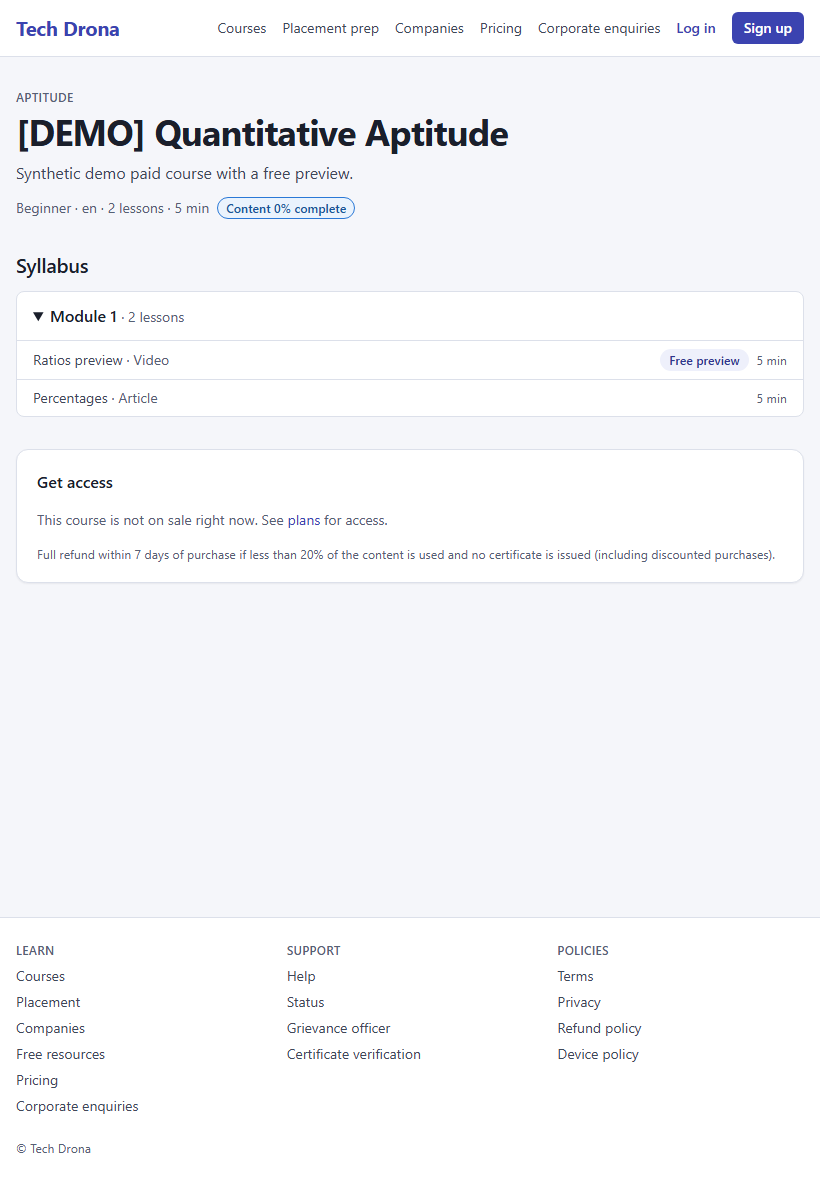 Tech Drona
Courses Placement prep Companies Pricing Corporate enquiries Log in Sign up
APTITUDE
[DEMO] Quantitative Aptitude
Synthetic demo paid course with a free preview.
Beginner · en · 2 lessons · 5 min Content 0% complete
Syllabus
▼ Module 1 · 2 lessons
Ratios preview · Video Free preview 5 min
Percentages · Article 5 min
Get access
This course is not on sale right now. See plans for access.
Full refund within 7 days of purchase if less than 20% of the content is used and no certificate is issued (including discounted purchases).
LEARN
Courses
Placement
Companies
Free resources
Pricing
Corporate enquiries
SUPPORT
Help
Status
Grievance officer
Certificate verification
POLICIES
Terms
Privacy
Refund policy
Device policy
© Tech Drona